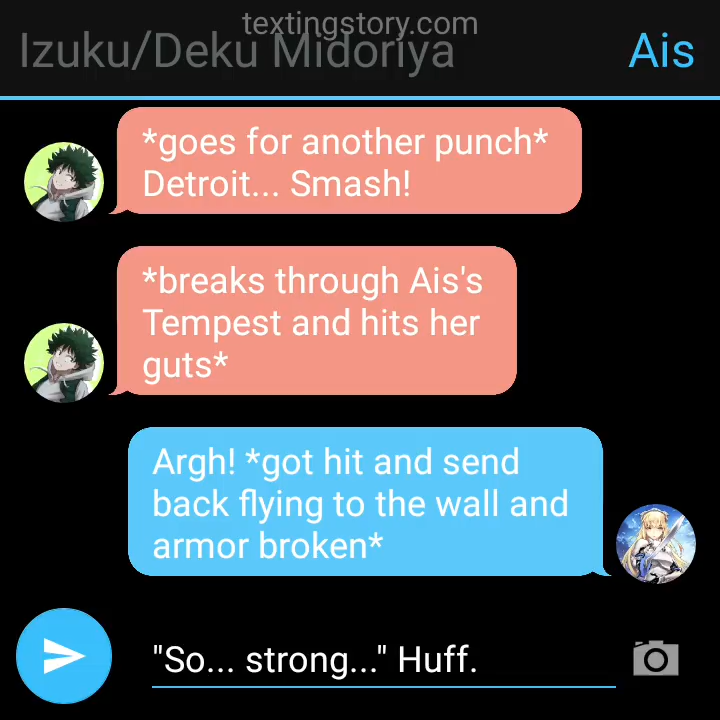 textingstory.com
Izuku/Deku Midoriya
Ais
*goes for another punch*
Detroit... Smash!
*breaks through Ais's
Tempest and hits her
guts*
Argh! *got hit and send
back flying to the wall and
armor broken*
"So... strong..." Huff.